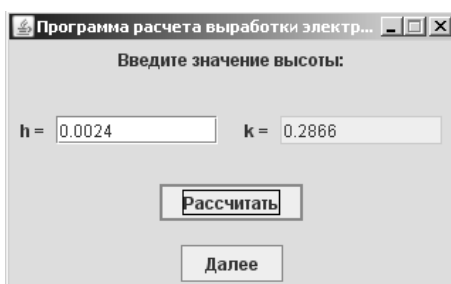 Программа расчета выработки электр...
Введите значение высоты:
h = 0.0024 k = 0.2866
Рассчитать
Далее